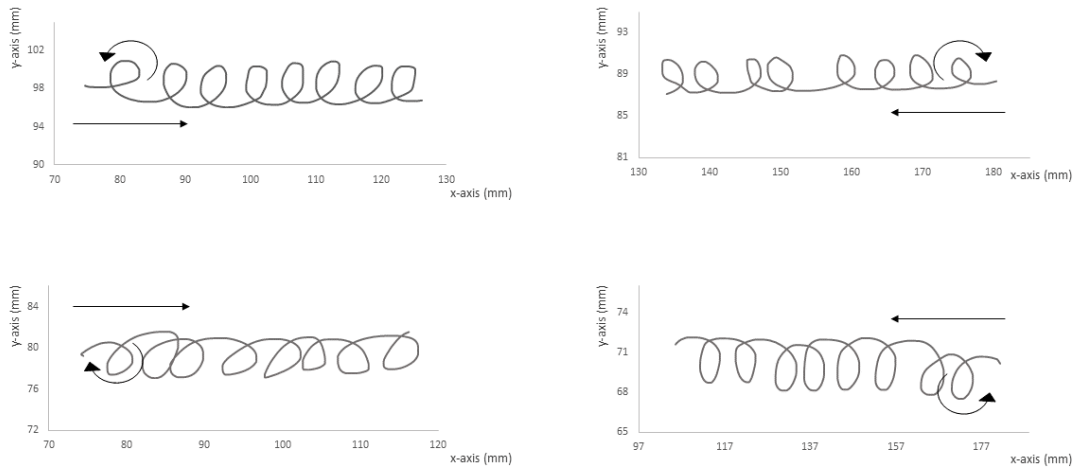 y-axis (mm)
102
98
94
90
70 80 90 100 110 120 130
x-axis (mm)
y-axis (mm)
93
89
85
81
130 140 150 160 170 180 x-axis (mm)
y-axis (mm)
84
80
76
72
70 80 90 100 110 120
x-axis (mm)
y-axis (mm)
74
71
68
65
97 117 137 157 177
x-axis (mm)